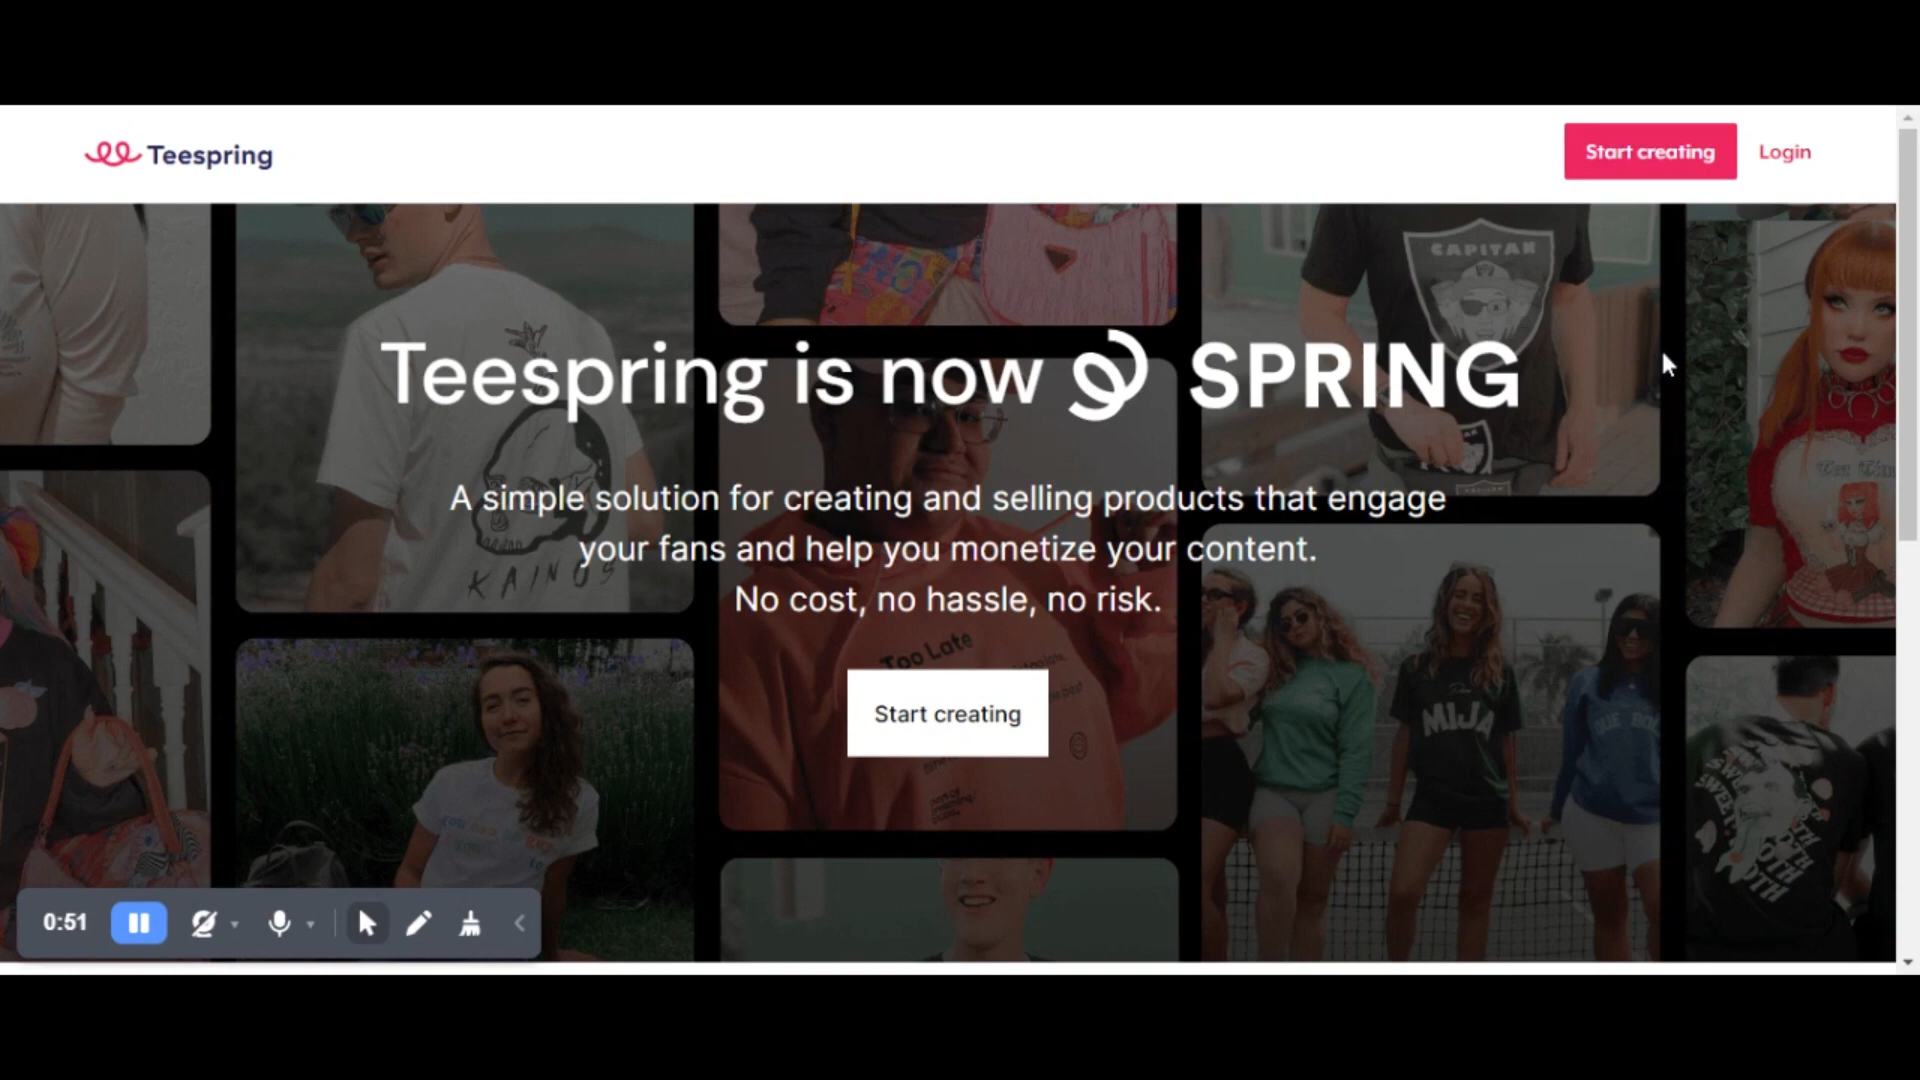 Teespring
Start creating
Login
CAPITAN
Teespring is now SPRING
A simple solution for creating and selling products that engage
your fans and help you monetize your content.
No cost, no hassle, no risk.
KAINOS
Too Late
Start creating
MIJA
0:51